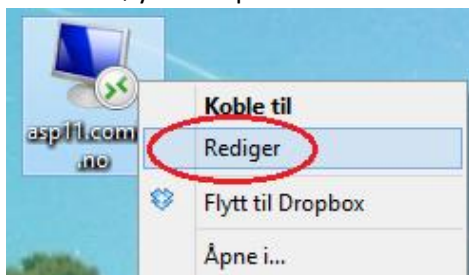 asp11.com
.no
Koble til
Rediger
Flytt til Dropbox
Åpne i...